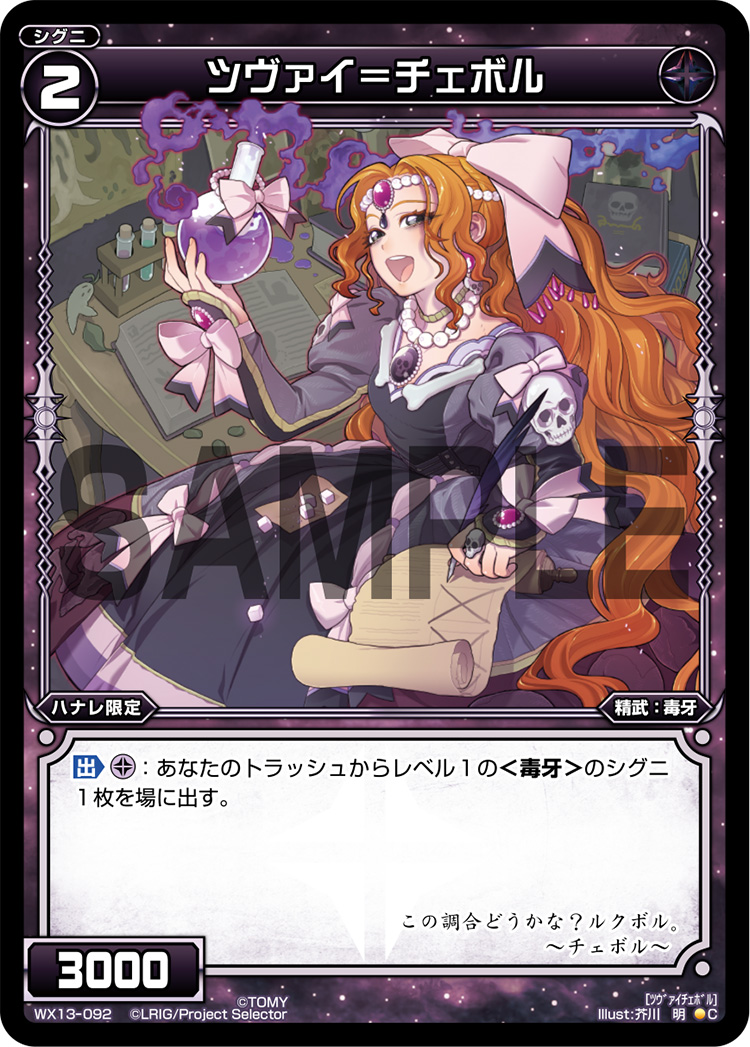 シグニ
2
ツヴァイ＝チェボル
SAMPLE
ハナレ限定
精武：毒牙
出：あなたのトラッシュからレベル１の＜毒牙＞のシグニ
１枚を場に出す。
この調合どうかな？ルクボル。
～チェボル～
3000
©TOMY
[ﾂｳﾞｧｲﾁｪﾎﾞﾙ]
WX13-092 ©LRIG/Project Selector
Illust:芥川 明 C